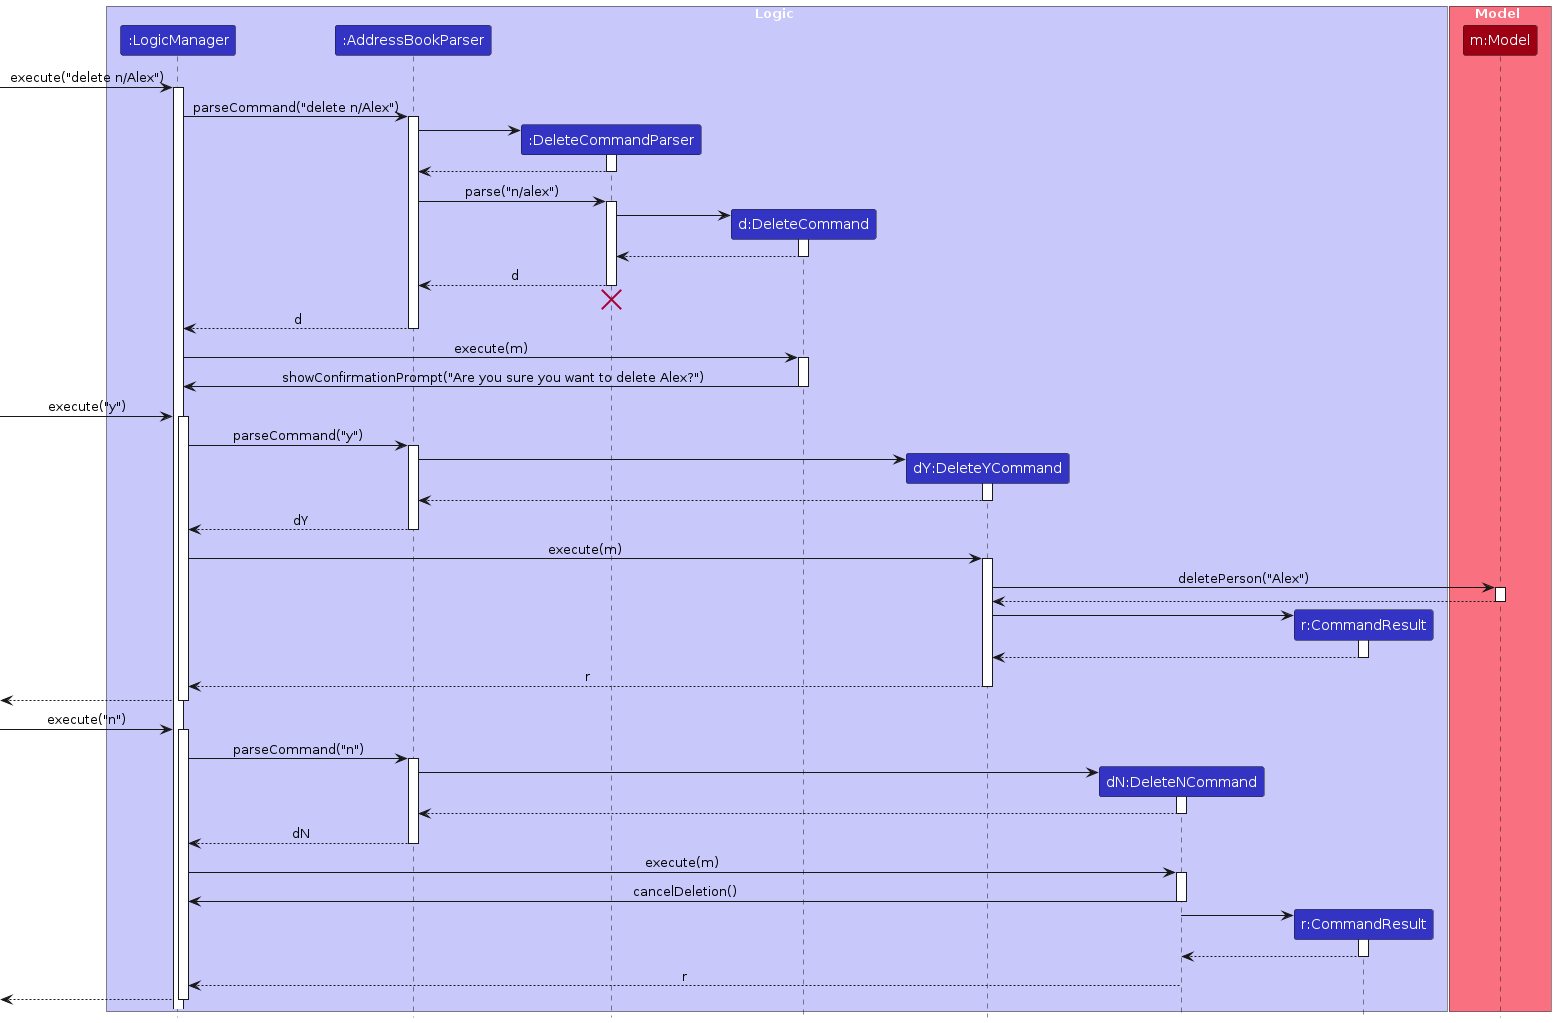 Logic
Model
:LogicManager
:AddressBookParser
m:Model
execute("delete n/Alex")
parseCommand("delete n/Alex")
:DeleteCommandParser
parse("n/alex")
d:DeleteCommand
d
d
execute(m)
showConfirmationPrompt("Are you sure you want to delete Alex?")
execute("y")
parseCommand("y")
dY:DeleteYCommand
dY
execute(m)
deletePerson("Alex")
r:CommandResult
r
execute("n")
parseCommand("n")
dN:DeleteNCommand
dN
execute(m)
cancelDeletion()
r:CommandResult
r